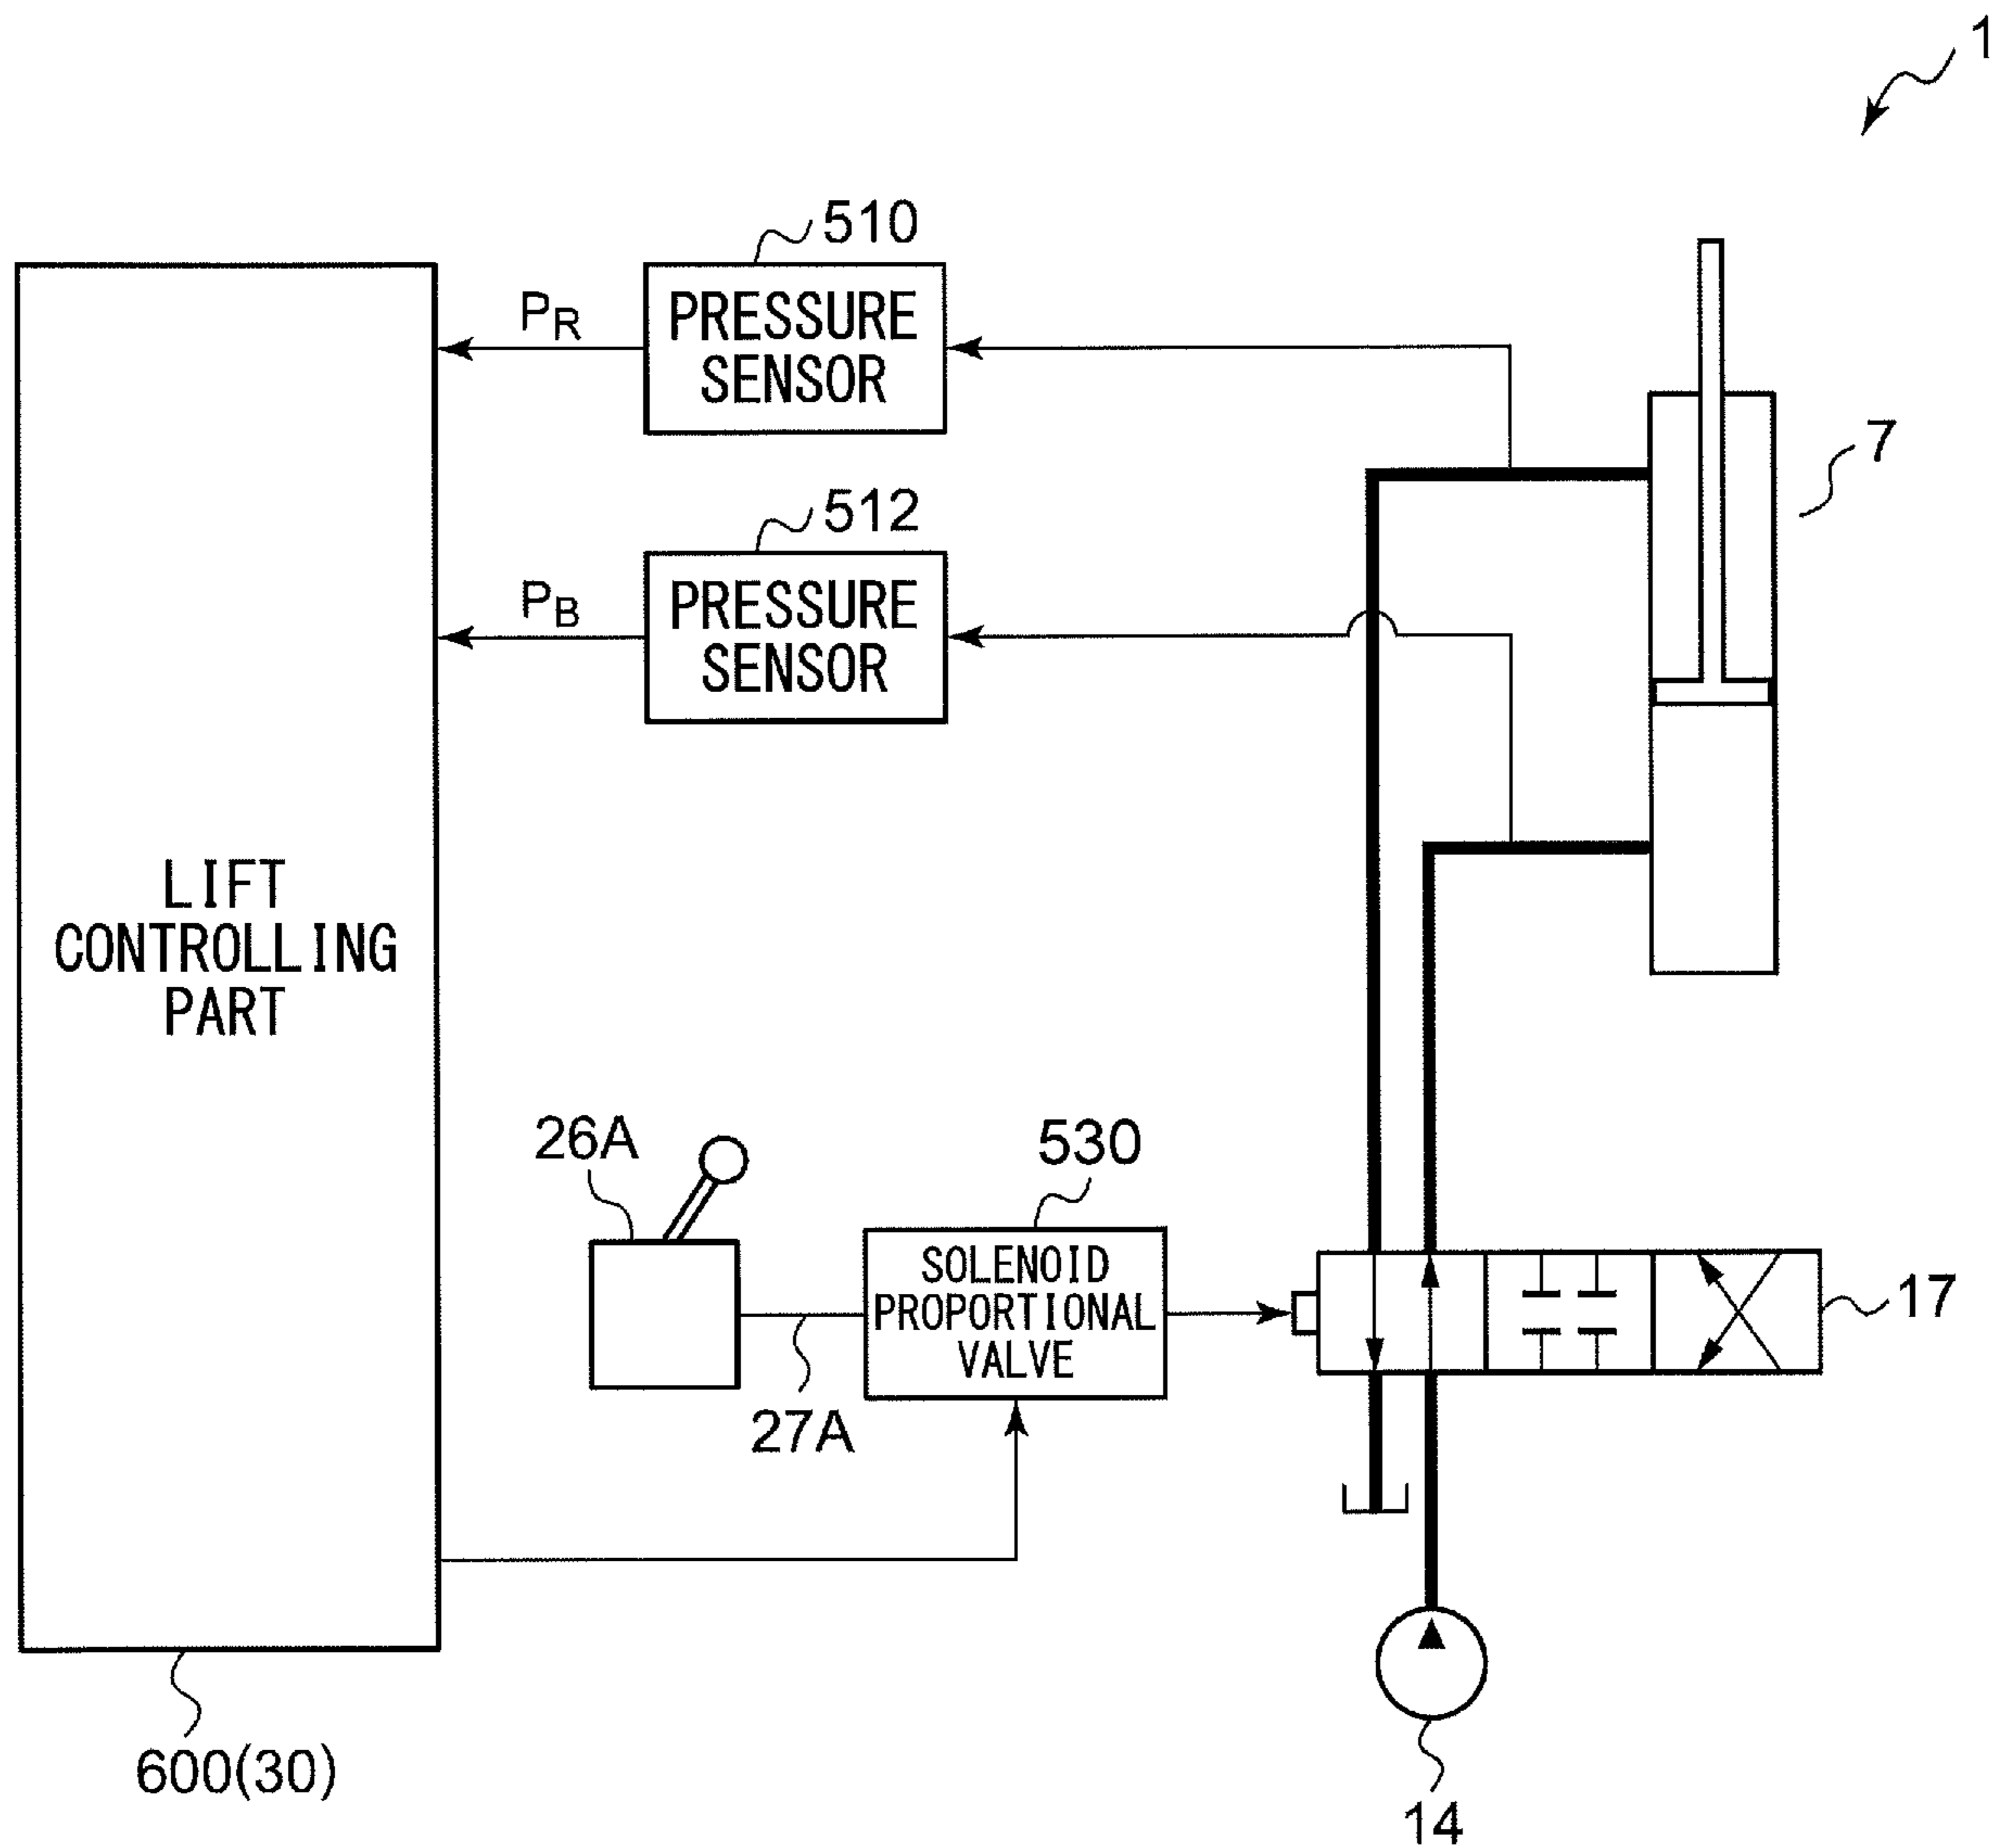 1
510
PRESSURE
SENSOR
PR
7
512
PRESSURE
SENSOR
PB
LIFT
CONTROLLING
PART
26A
530
SOLENOID
PROPORTIONAL
VALVE
17
27A
600(30)
14